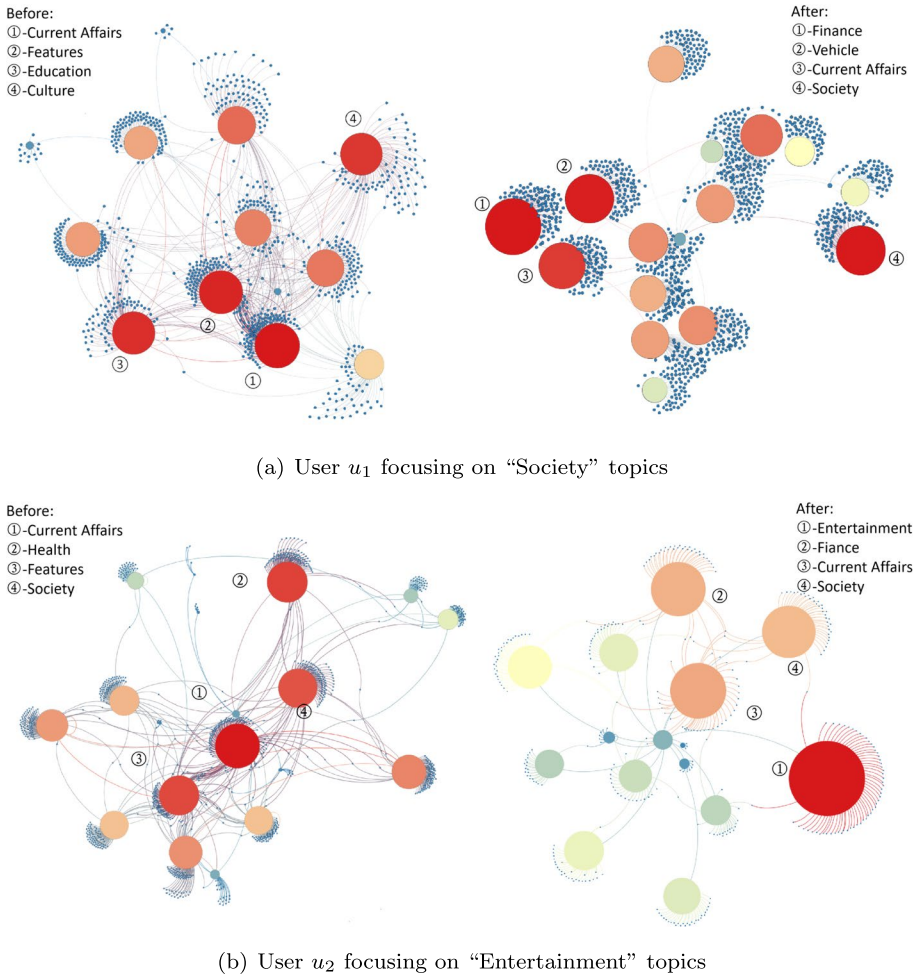 Before:
①-Current Affairs
②-Features
③-Education
④-Culture
④
②
③
①
After:
①-Finance
②-Vehicle
③-Current Affairs
④-Society
②
①
③
④
(a) User u₁ focusing on “Society” topics
Before:
①-Current Affairs
②-Health
③-Features
④-Society
②
①
④
③
After:
①-Entertainment
②-Fiance
③-Current Affairs
④-Society
②
④
③
①
(b) User u₂ focusing on “Entertainment” topics